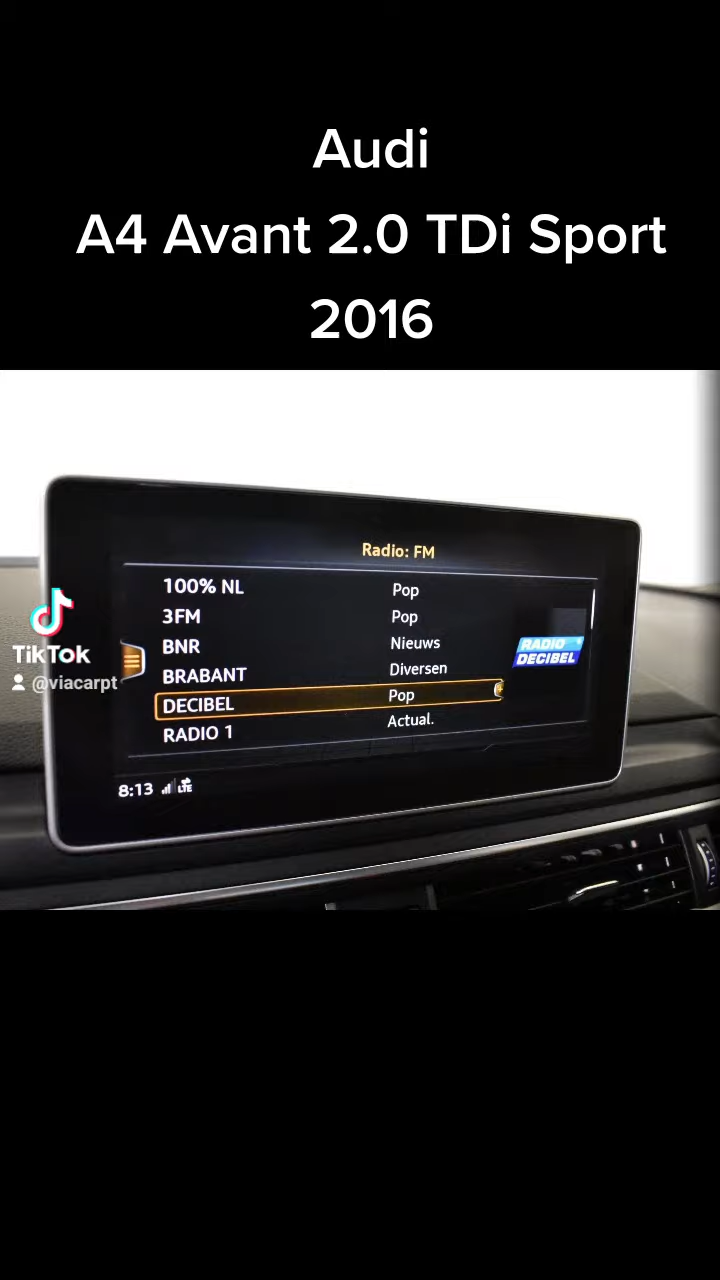 Audi
A4 Avant 2.0 TDi Sport
2016
Radio: FM
100% NL Pop
3FM Pop
BNR Nieuws
BRABANT Diversen
DECIBEL Pop
RADIO 1 Actual.
RADIO
DECIBEL
8:13 LTE
TikTok
@viacarpt